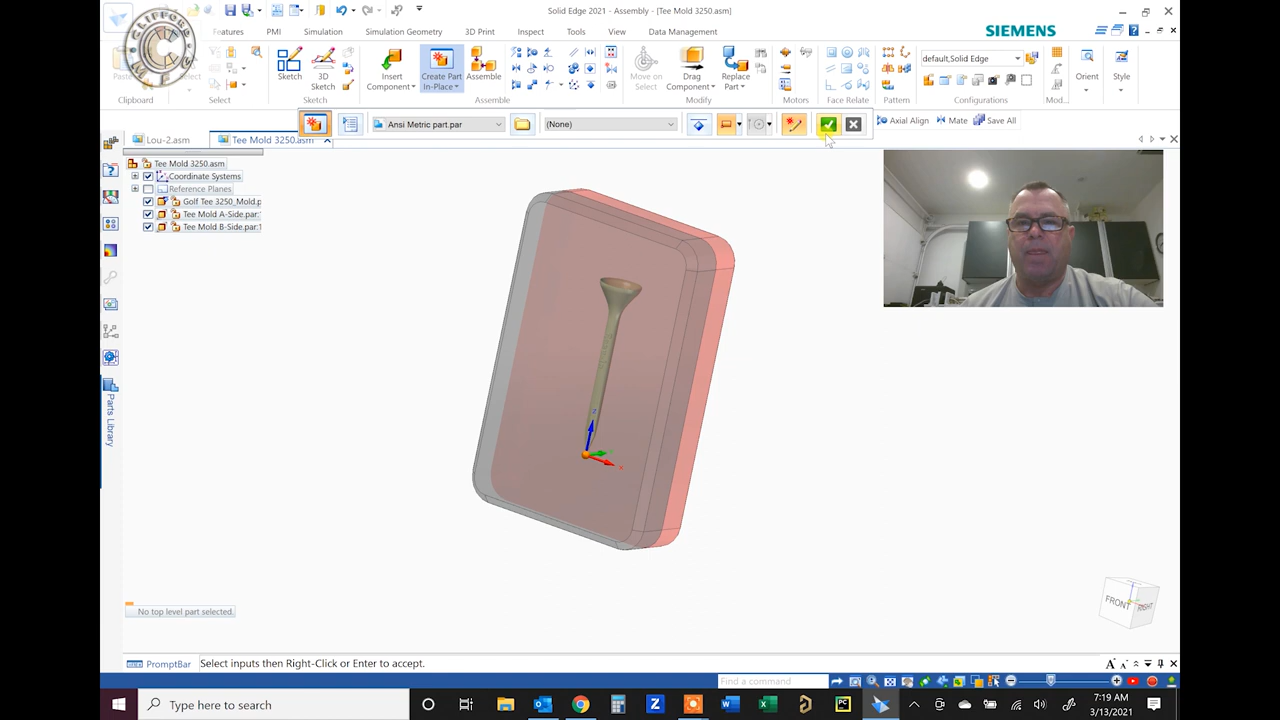 Solid Edge 2021 - Assembly - [Tee Mold 3250.asm]
Features PMI Simulation Simulation Geometry 3D Print Inspect Tools View Data Management
SIEMENS
Paste Select Sketch 3D Sketch Insert Component Create Part In-Place Assemble Move on Select Drag Component Replace Part default,Solid Edge Orient Style
Clipboard Select Sketch Assemble Modify Motors Face Relate Pattern Configurations Mod...
Ansi Metric part.par (None) Axial Align Mate Save All
CLIFFORD
Lou-2.asm Tee Mold 3250.asm
Tee Mold 3250.asm
Coordinate Systems
Reference Planes
Golf Tee 3250_Mold.p
Tee Mold A-Side.par:
Tee Mold B-Side.par:1
Parts Library
z
x
FRONT RIGHT
No top level part selected.
PromptBar Select inputs then Right-Click or Enter to accept.
Find a command
Type here to search
7:19 AM
3/13/2021